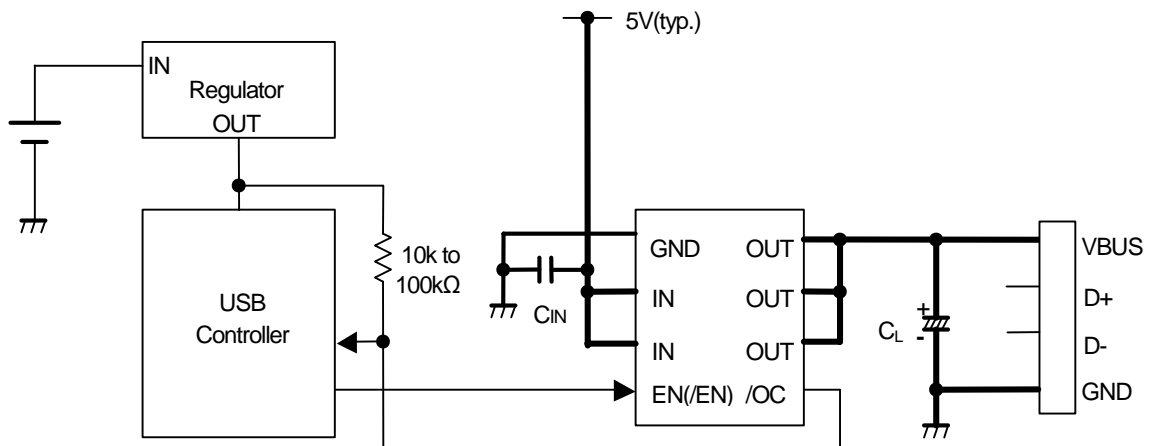 5V(typ.)
IN
Regulator
OUT
10k to
100kΩ
USB
Controller
CIN
GND OUT
IN OUT
IN OUT
EN(/EN) /OC
+
CL
-
VBUS
D+
D-
GND